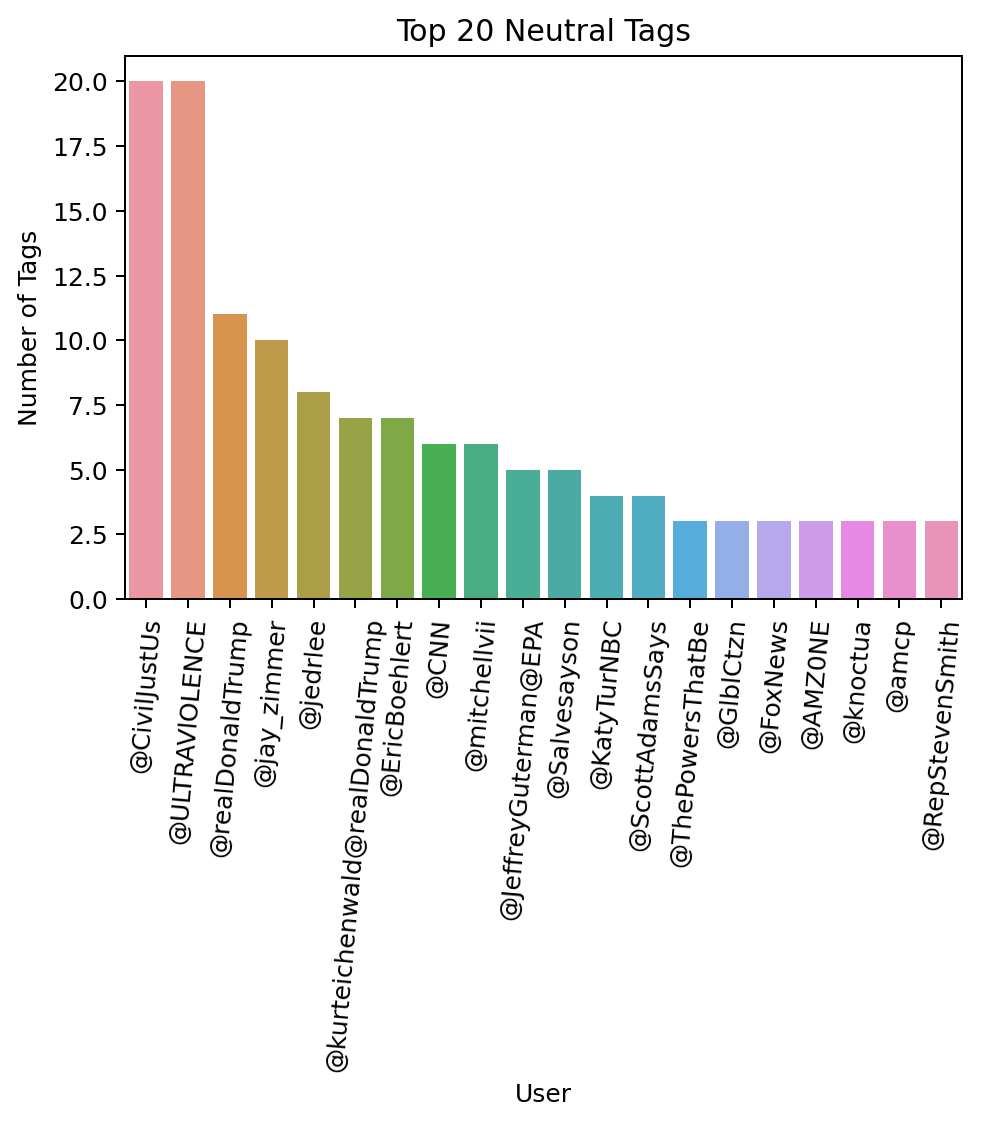 Top 20 Neutral Tags
Number of Tags
20.0
17.5
15.0
12.5
10.0
7.5
5.0
2.5
0.0
@CivilJustUs
@ULTRAVIOLENCE
@realDonaldTrump
@jay_zimmer
@jedrlee
@kurteichenwald@realDonaldTrump
@EricBoehlert
@CNN
@mitchellvii
@JeffreyGuterman@EPA
@Salvesayson
@KatyTurNBC
@ScottAdamsSays
@ThePowersThatBe
@GlblCtzn
@FoxNews
@AMZ0NE
@knoctua
@amcp
@RepStevenSmith
User